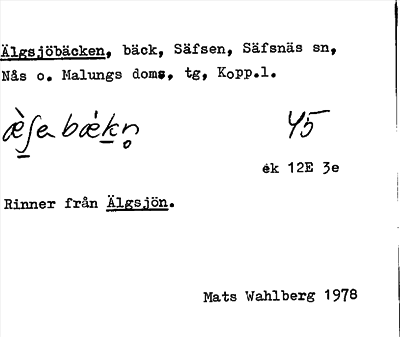 Älgsjöbäcken, bäck, Säfsen, Säfsnäs sn,
Nås o. Malungs doms, tg, Kopp.l.
45
ek 12E 3e
Rinner från Älgsjön.
Mats Wahlberg 1978